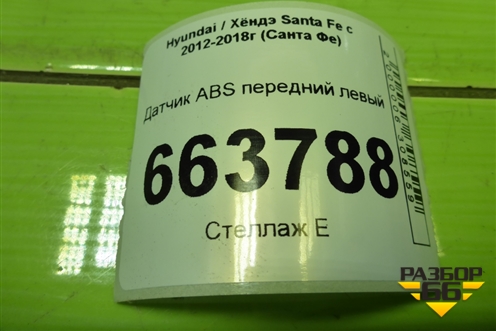 Hyundai / Хёндэ Santa Fe с
2012-2018г (Санта Фе)
Датчик ABS передний левый
663788
Стеллаж Е
РАЗБОР
66